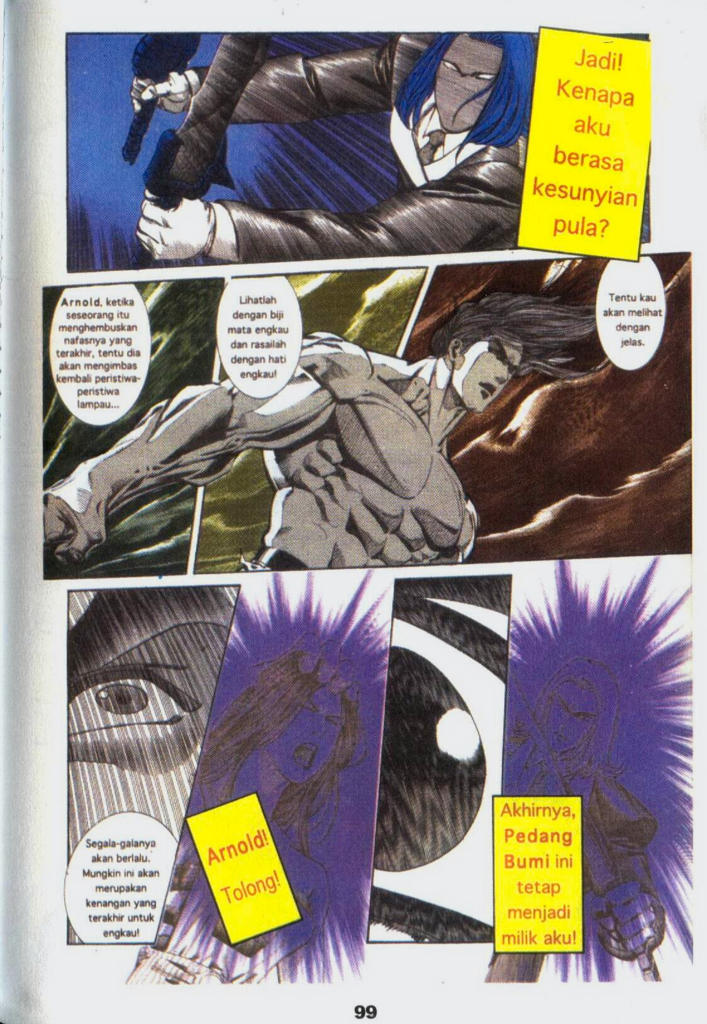 Jadi!
Kenapa
aku
berasa
kesunyian
pula?
Arnold, ketika
seseorang itu
menghembuskan
nafasnya yang
terakhir, tentu dia
akan mengimbas
kembali peristiwa-
peristiwa
lampau...
Lihatlah
dengan biji
mata engkau
dan rasailah
dengan hati
engkau!
Tentu kau
akan melihat
dengan
jelas.
Segala-galanya
akan berlalu.
Mungkin ini akan
merupakan
kenangan yang
terakhir untuk
engkau!
Arnold!
Tolong!
Akhirnya,
Pedang
Bumi ini
tetap
menjadi
milik aku!
99